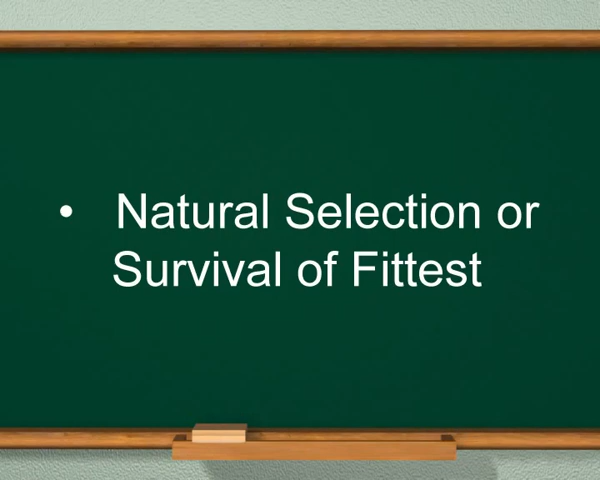 • Natural Selection or
Survival of Fittest